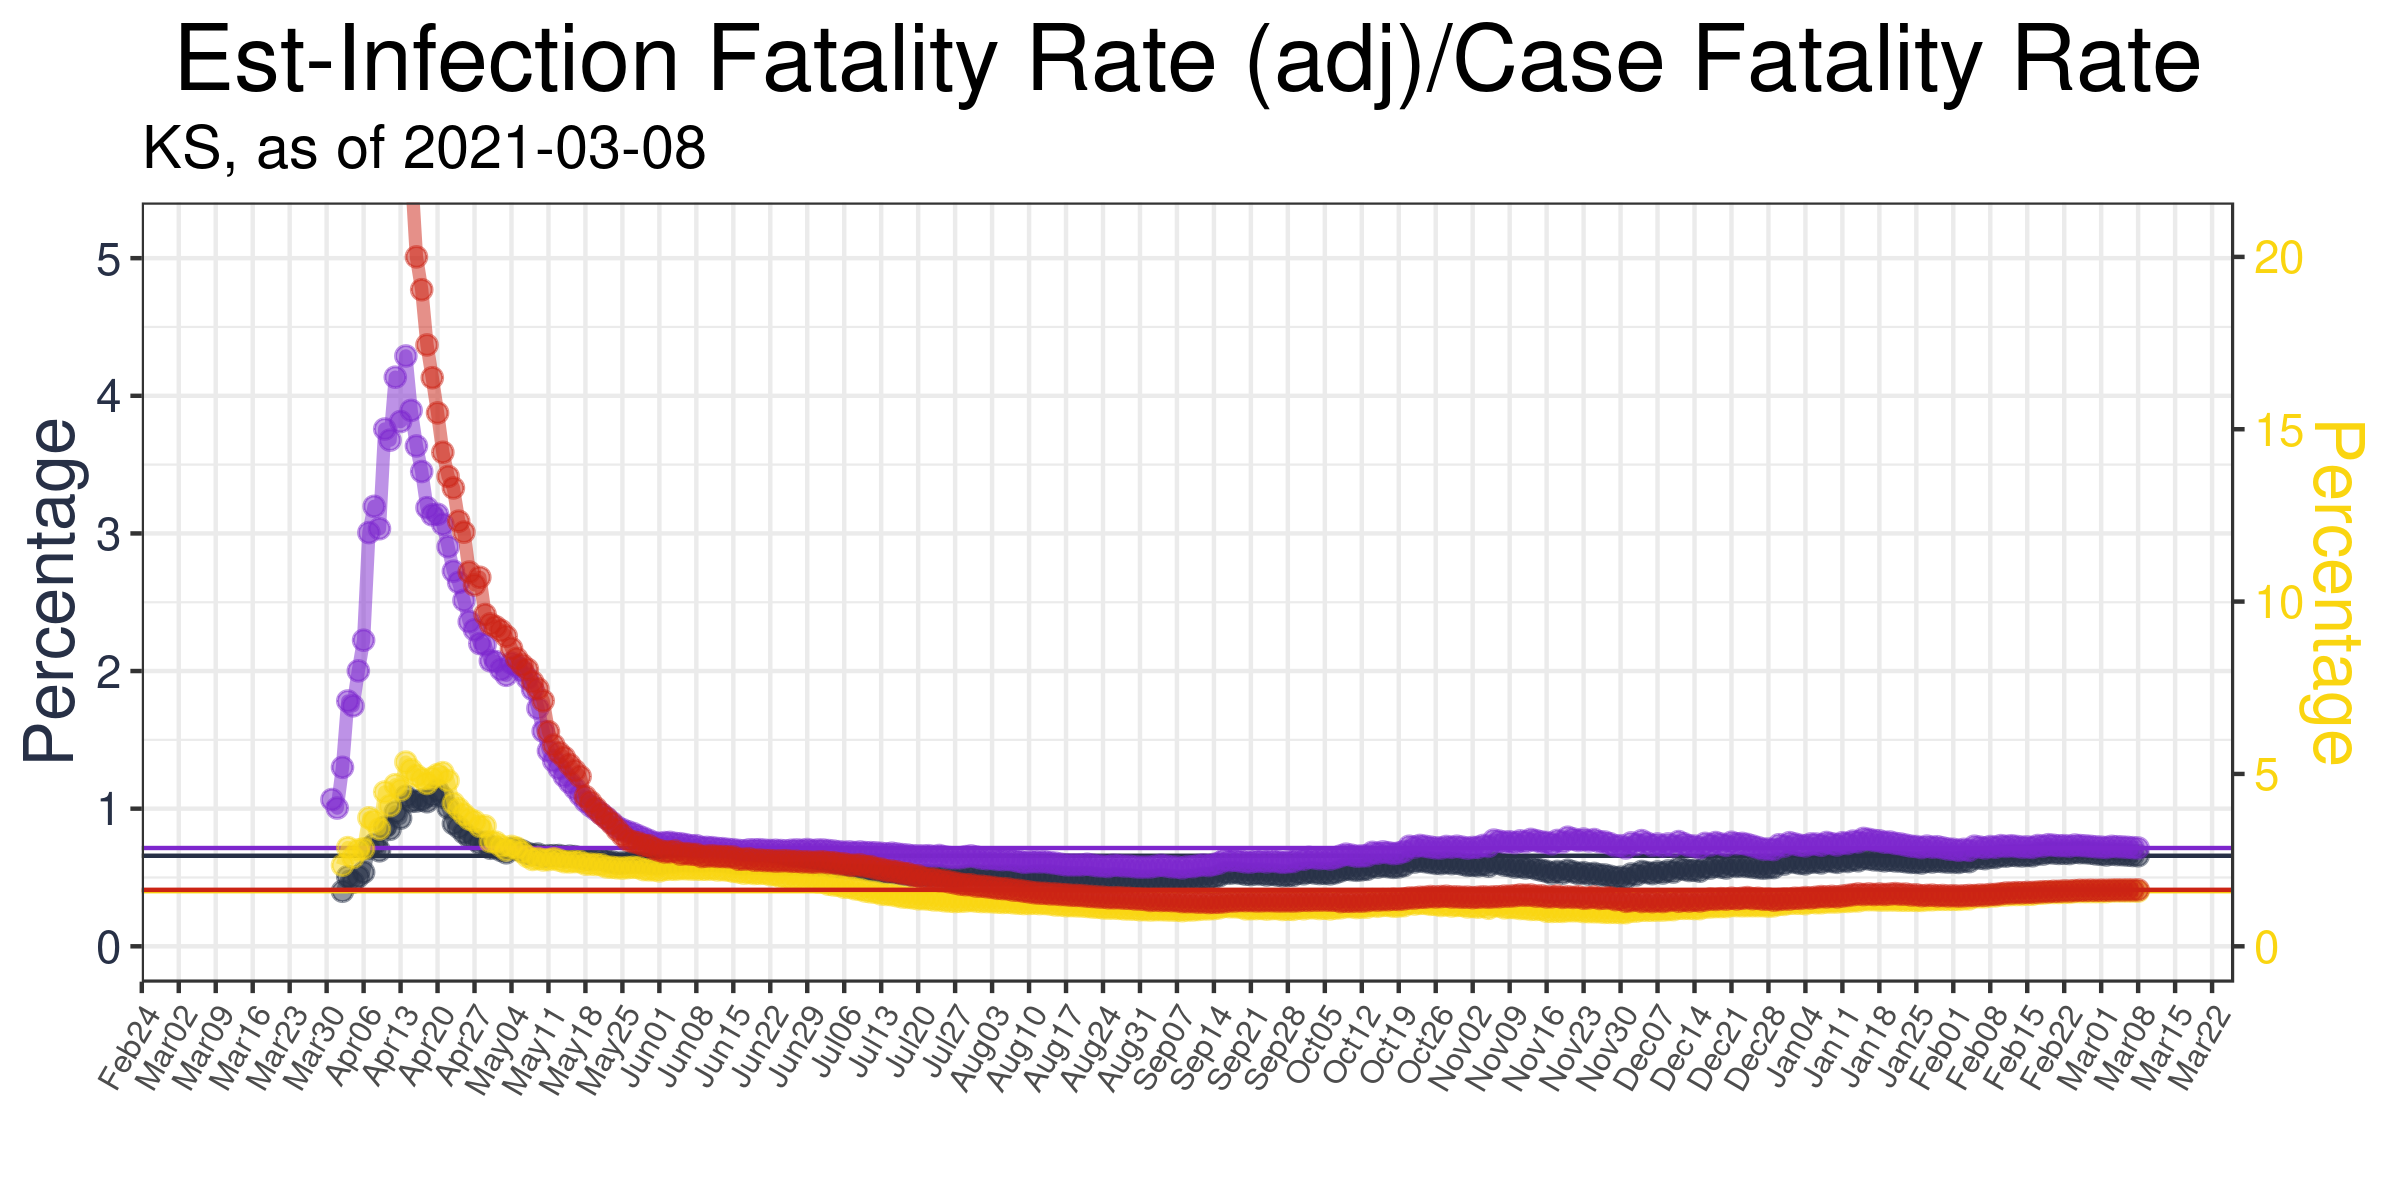 Est-Infection Fatality Rate (adj)/Case Fatality Rate
KS, as of 2021-03-08
Percentage
5
4
3
2
1
0
20
15
10
5
0
Percentage
Feb24
Mar02
Mar09
Mar16
Mar23
Mar30
Apr06
Apr13
Apr20
Apr27
May04
May11
May18
May25
Jun01
Jun08
Jun15
Jun22
Jun29
Jul06
Jul13
Jul20
Jul27
Aug03
Aug10
Aug17
Aug24
Aug31
Sep07
Sep14
Sep21
Sep28
Oct05
Oct12
Oct19
Oct26
Nov02
Nov09
Nov16
Nov23
Nov30
Dec07
Dec14
Dec21
Dec28
Jan04
Jan11
Jan18
Jan25
Feb01
Feb08
Feb15
Feb22
Mar01
Mar08
Mar15
Mar22